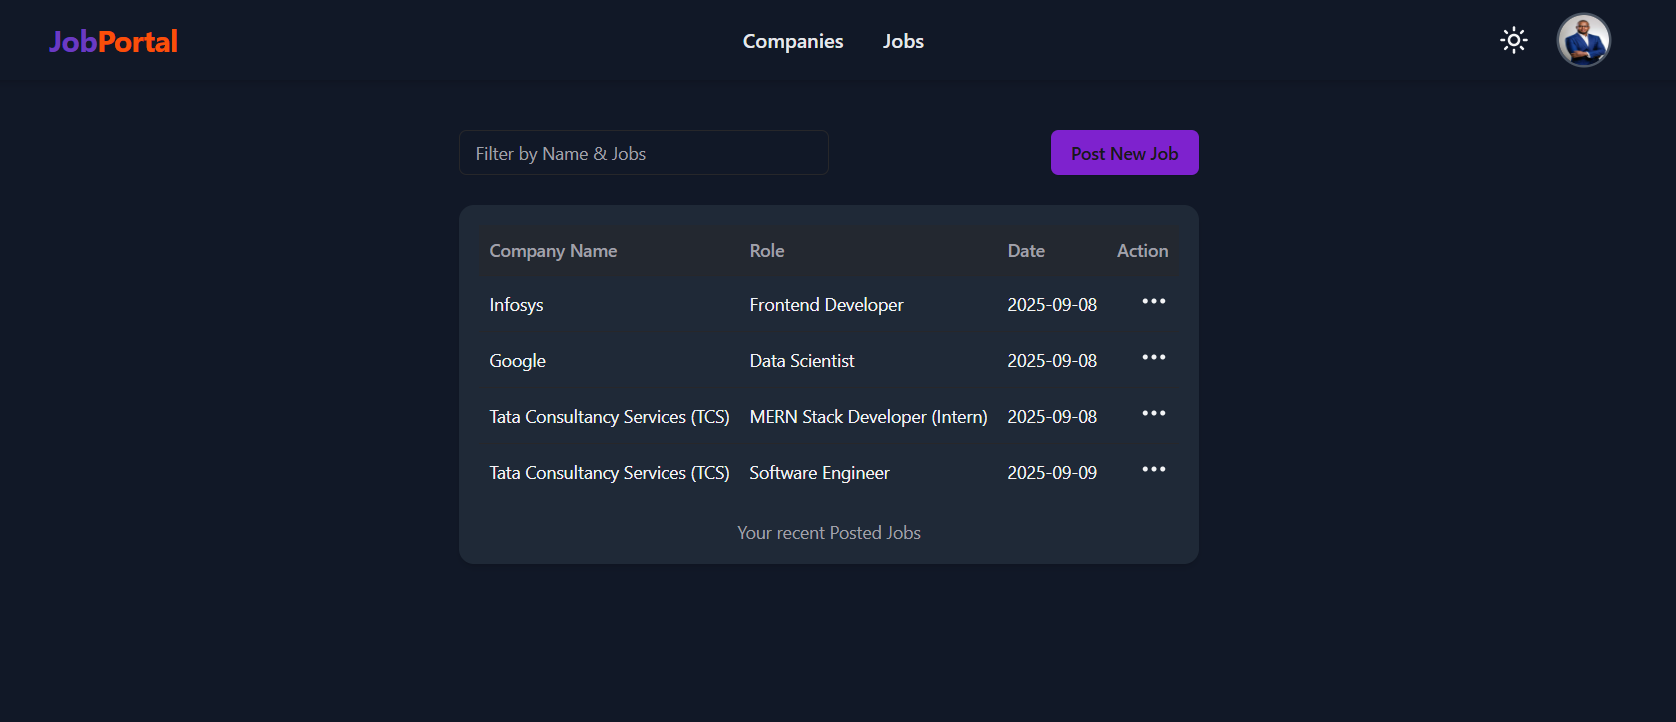 JobPortal Companies Jobs
Filter by Name & Jobs Post New Job
Company Name Role Date Action
Infosys Frontend Developer 2025-09-08
Google Data Scientist 2025-09-08
Tata Consultancy Services (TCS) MERN Stack Developer (Intern) 2025-09-08
Tata Consultancy Services (TCS) Software Engineer 2025-09-09
Your recent Posted Jobs